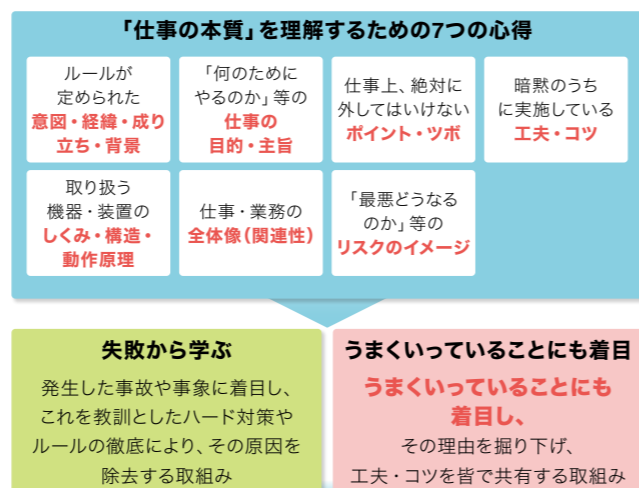 「仕事の本質」を理解するための7つの心得
ルールが
定められた
意図・経緯・成り
立ち・背景
「何のために
やるのか」等の
仕事の
目的・主旨
仕事上、絶対に
外してはいけない
ポイント・ツボ
暗黙のうち
に実施している
工夫・コツ
取り扱う
機器・装置の
しくみ・構造・
動作原理
仕事・業務の
全体像(関連性)
「最悪どうなる
のか」等の
リスクのイメージ
失敗から学ぶ
発生した事故や事象に着目し、
これを教訓としたハード対策や
ルールの徹底により、その原因を
除去する取組み
うまくいっていることにも着目
うまくいっていることにも
着目し、
その理由を掘り下げ、
工夫・コツを皆で共有する取組み